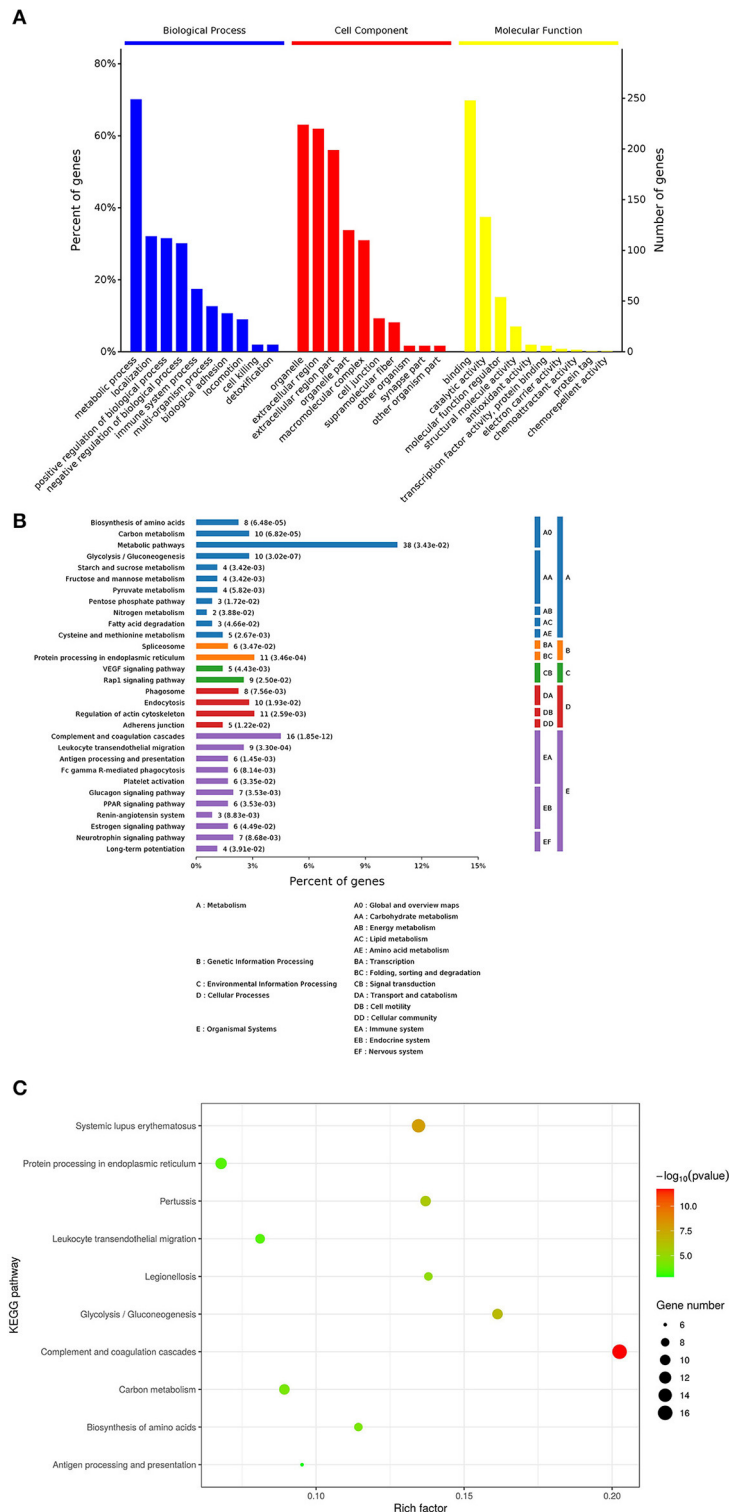 A
Biological Process Cell Component Molecular Function
80%
60%
40%
20%
0%
Percent of genes
250
200
150
100
50
0
Number of genes
metabolic process
localization
positive regulation of biological process
negative regulation of biological process
immune system process
multi-organism process
biological adhesion
locomotion
cell killing
detoxification
organelle
extracellular region
extracellular region part
organelle part
macromolecular complex
cell junction
supramolecular fiber
other organism
synapse part
other organism part
binding
catalytic activity
molecular function regulator
structural molecule activity
antioxidant activity
transcription factor activity, protein binding
electron carrier activity
chemoattractant activity
protein tag
chemorepellent activity
B
Biosynthesis of amino acids 8 (6.48e-05)
Carbon metabolism 10 (6.82e-05)
Metabolic pathways 38 (3.43e-02)
Glycolysis / Gluconeogenesis 10 (3.02e-07)
Starch and sucrose metabolism 4 (3.42e-03)
Fructose and mannose metabolism 4 (3.42e-03)
Pyruvate metabolism 4 (5.82e-03)
Pentose phosphate pathway 3 (1.72e-02)
Nitrogen metabolism 2 (3.88e-02)
Fatty acid degradation 3 (4.66e-02)
Cysteine and methionine metabolism 5 (2.67e-03)
Spliceosome 6 (3.47e-02)
Protein processing in endoplasmic reticulum 11 (3.46e-04)
VEGF signaling pathway 5 (4.43e-03)
Rap1 signaling pathway 9 (2.50e-02)
Phagosome 8 (7.56e-03)
Endocytosis 10 (1.93e-02)
Regulation of actin cytoskeleton 11 (2.59e-03)
Adherens junction 5 (1.22e-02)
Complement and coagulation cascades 16 (1.85e-12)
Leukocyte transendothelial migration 9 (3.30e-04)
Antigen processing and presentation 6 (1.45e-03)
Fc gamma R-mediated phagocytosis 6 (8.14e-03)
Platelet activation 6 (3.35e-02)
Glucagon signaling pathway 7 (3.53e-03)
PPAR signaling pathway 6 (3.53e-03)
Renin-angiotensin system 3 (8.83e-03)
Estrogen signaling pathway 6 (4.49e-02)
Neurotrophin signaling pathway 7 (8.68e-03)
Long-term potentiation 4 (3.91e-02)
A0
AA
AB
AC
AE
BA
BC
CB
DA
DB
DD
EA
EB
EF
A
B
C
D
E
0% 3% 6% 9% 12% 15%
Percent of genes
A : Metabolism A0 : Global and overview maps
AA : Carbohydrate metabolism
AB : Energy metabolism
AC : Lipid metabolism
AE : Amino acid metabolism
B : Genetic Information Processing BA : Transcription
BC : Folding, sorting and degradation
C : Environmental Information Processing CB : Signal transduction
D : Cellular Processes DA : Transport and catabolism
DB : Cell motility
DD : Cellular community
E : Organismal Systems EA : Immune system
EB : Endocrine system
EF : Nervous system
C
KEGG pathway
Systemic lupus erythematosus
Protein processing in endoplasmic reticulum
Pertussis
Leukocyte transendothelial migration
Legionellosis
Glycolysis / Gluconeogenesis
Complement and coagulation cascades
Carbon metabolism
Biosynthesis of amino acids
Antigen processing and presentation
0.10 0.15 0.20
Rich factor
−log10(pvalue)
10.0
7.5
5.0
Gene number
6
8
10
12
14
16